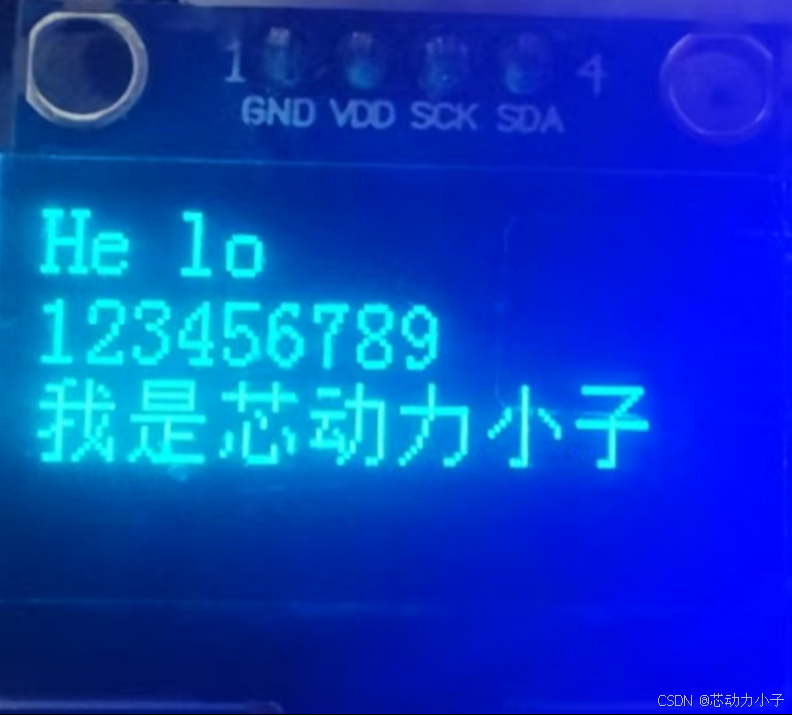 1 4
GND VDD SCK SDA
He lo
123456789
我是芯动力小子
CSDN @芯动力小子